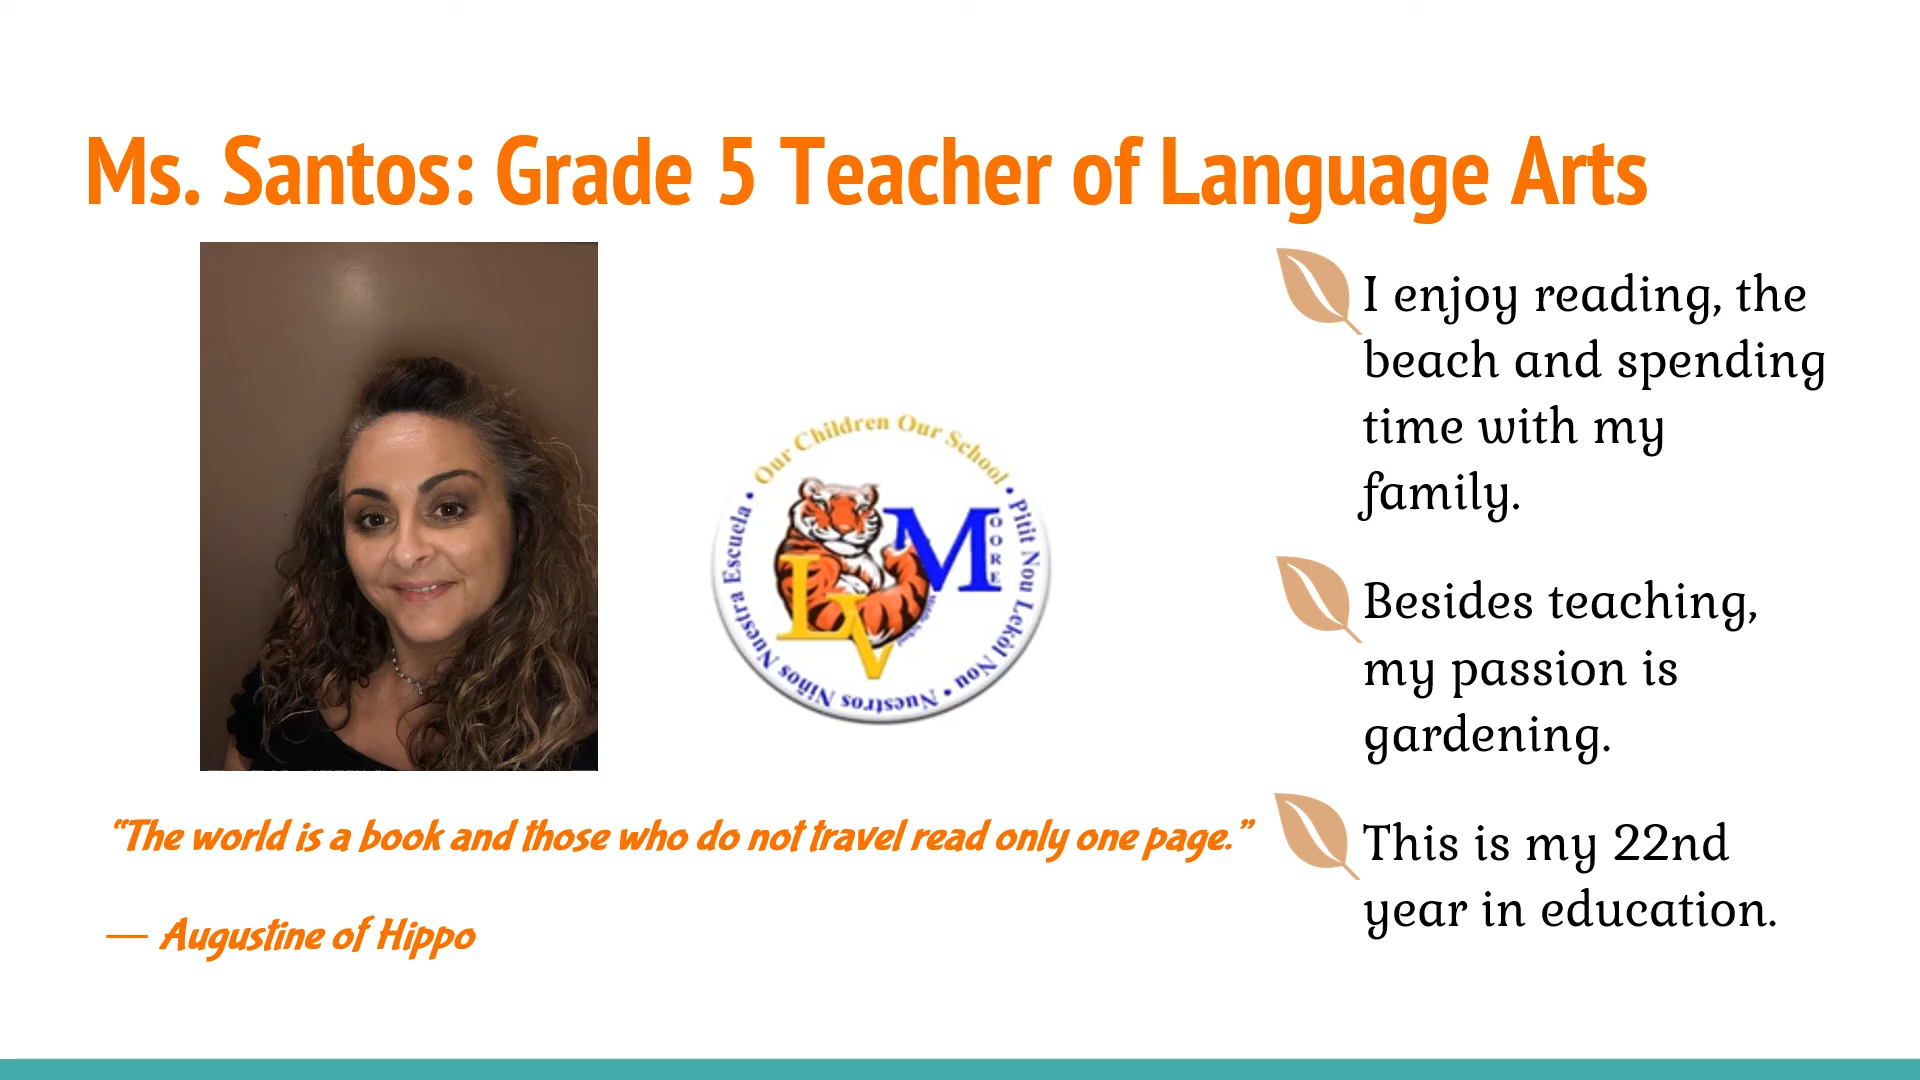 Ms. Santos: Grade 5 Teacher of Language Arts
Our Children Our School • Pitit Nou Lekòl Nou • Nuestros Niños Nuestra Escuela •
LV
M
OORE
I enjoy reading, the
beach and spending
time with my
family.
Besides teaching,
my passion is
gardening.
This is my 22nd
year in education.
“The world is a book and those who do not travel read only one page.”
— Augustine of Hippo